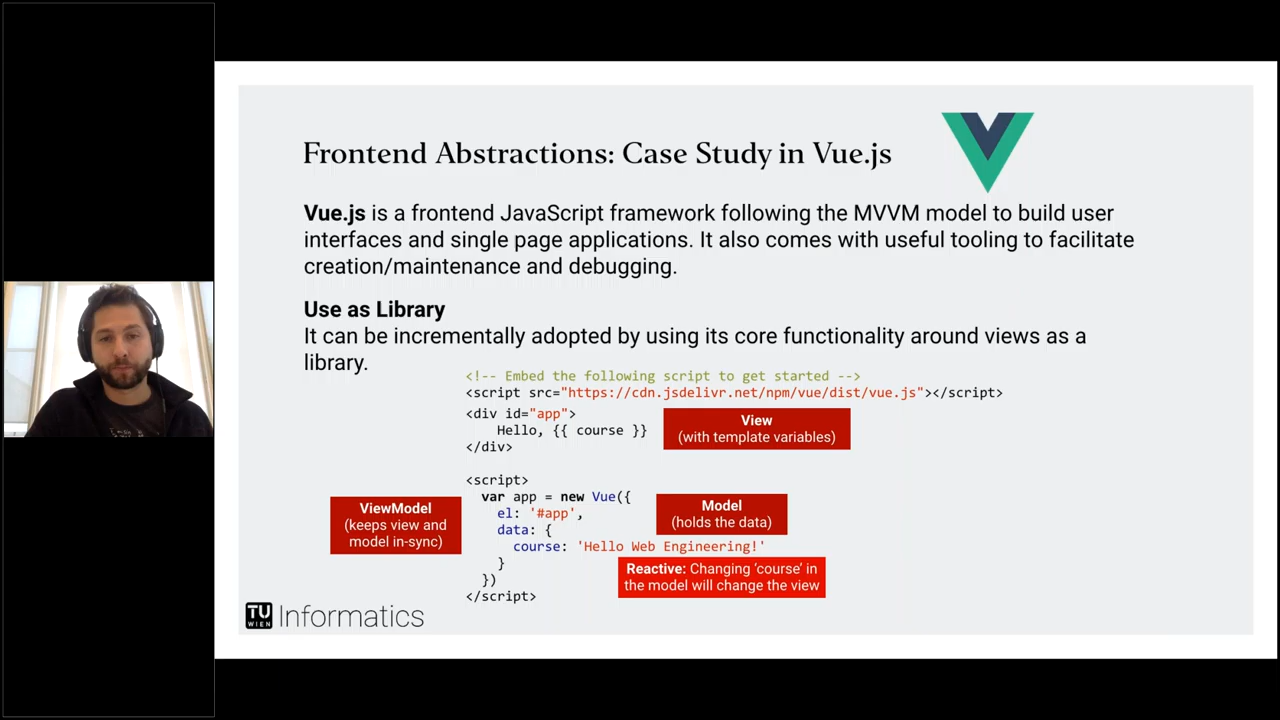 Frontend Abstractions: Case Study in Vue.js
Vue.js is a frontend JavaScript framework following the MVVM model to build user
interfaces and single page applications. It also comes with useful tooling to facilitate
creation/maintenance and debugging.
Use as Library
It can be incrementally adopted by using its core functionality around views as a
library.
<!-- Embed the following script to get started -->
<script src="https://cdn.jsdelivr.net/npm/vue/dist/vue.js"></script>
<div id="app">
Hello, {{ course }}
</div>
View
(with template variables)
<script>
var app = new Vue({
el: '#app',
data: {
course: 'Hello Web Engineering!'
}
})
</script>
ViewModel
(keeps view and
model in-sync)
Model
(holds the data)
Reactive: Changing ‘course’ in
the model will change the view
TU
WIEN
Informatics